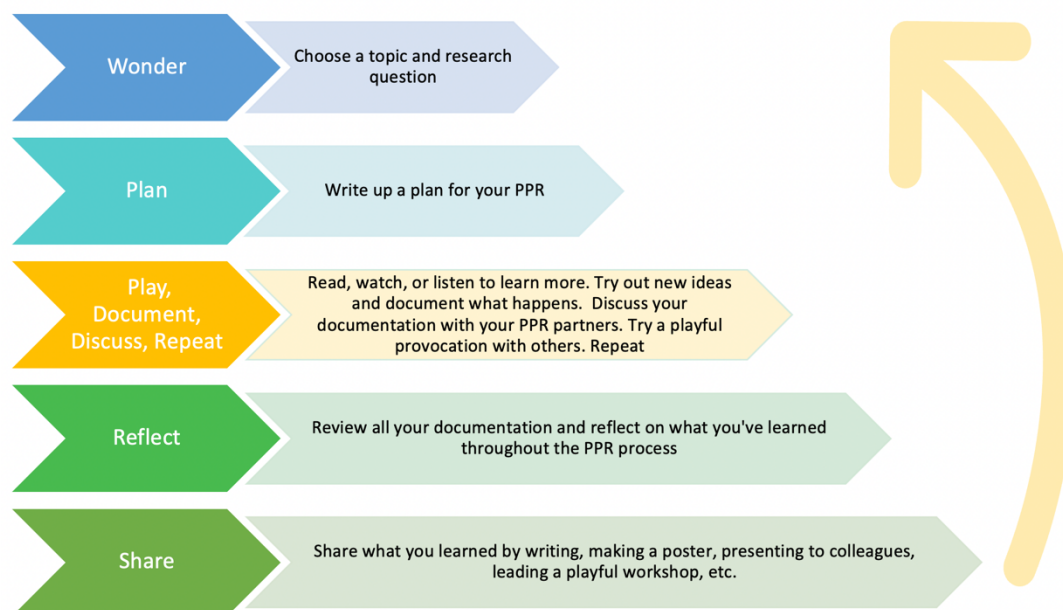 Wonder
Choose a topic and research
question
Plan
Write up a plan for your PPR
Play,
Document,
Discuss, Repeat
Read, watch, or listen to learn more. Try out new ideas
and document what happens.  Discuss your
documentation with your PPR partners. Try a playful
provocation with others. Repeat
Reflect
Review all your documentation and reflect on what you've learned
throughout the PPR process
Share
Share what you learned by writing, making a poster, presenting to colleagues,
leading a playful workshop, etc.